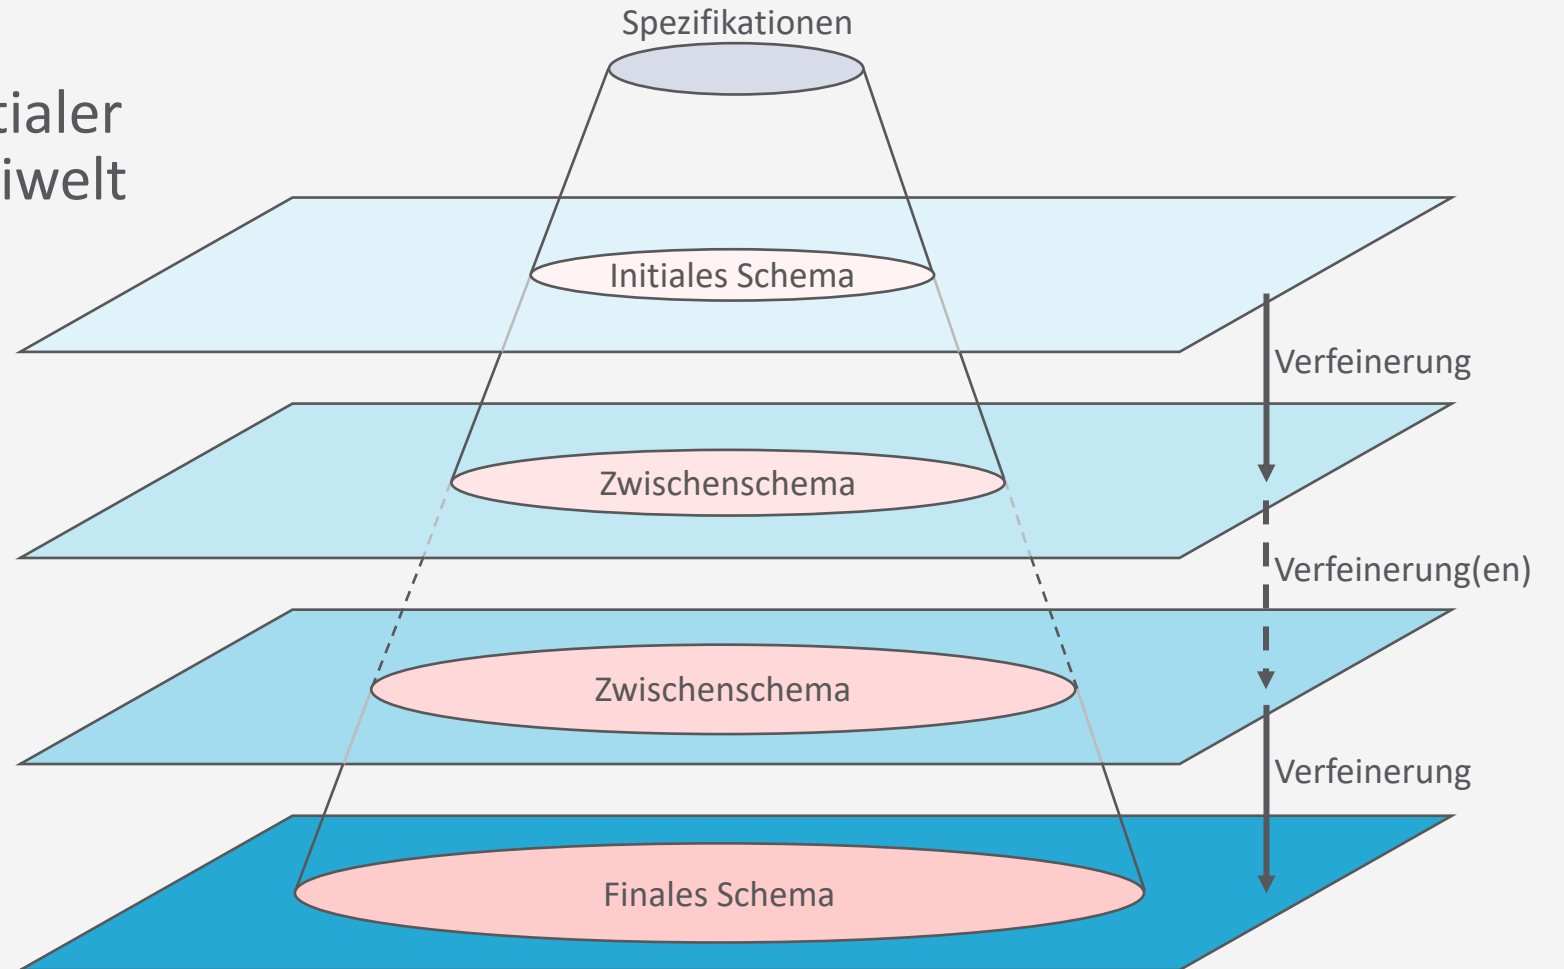 Spezifikationen
tialer
iwelt
Initiales Schema
Verfeinerung
Zwischenschema
Verfeinerung(en)
Zwischenschema
Verfeinerung
Finales Schema